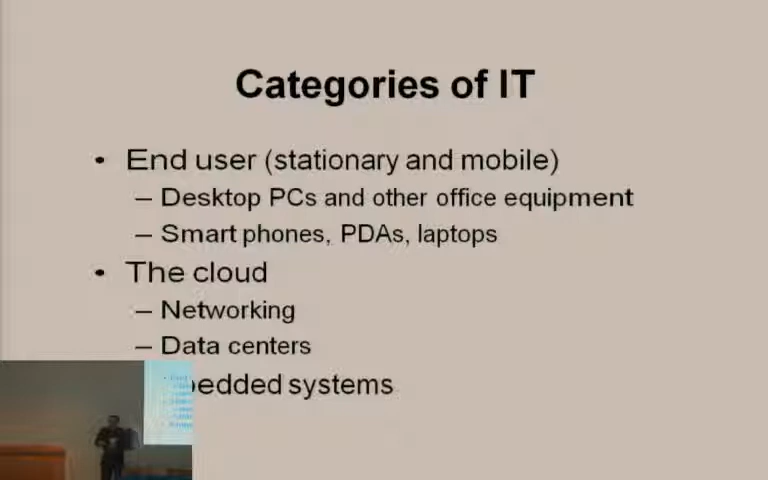 Categories of IT
• End user (stationary and mobile)
– Desktop PCs and other office equipment
– Smart phones, PDAs, laptops
• The cloud
– Networking
– Data centers
bedded systems